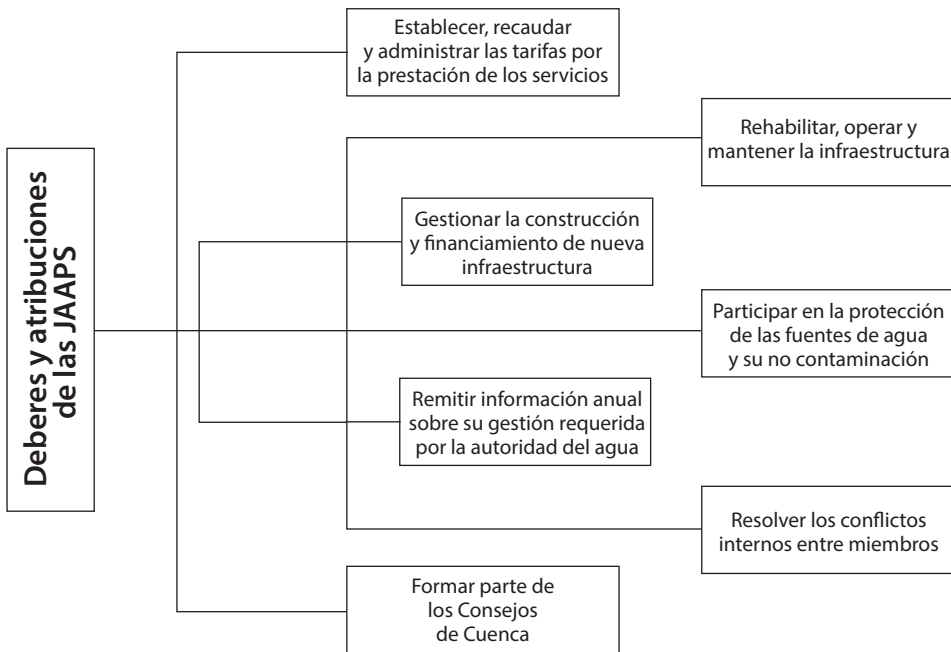 Deberes y atribuciones
de las JAAPS
Establecer, recaudar
y administrar las tarifas por
la prestación de los servicios
Rehabilitar, operar y
mantener la infraestructura
Gestionar la construcción
y financiamiento de nueva
infraestructura
Participar en la protección
de las fuentes de agua
y su no contaminación
Remitir información anual
sobre su gestión requerida
por la autoridad del agua
Resolver los conflictos
internos entre miembros
Formar parte de
los Consejos
de Cuenca